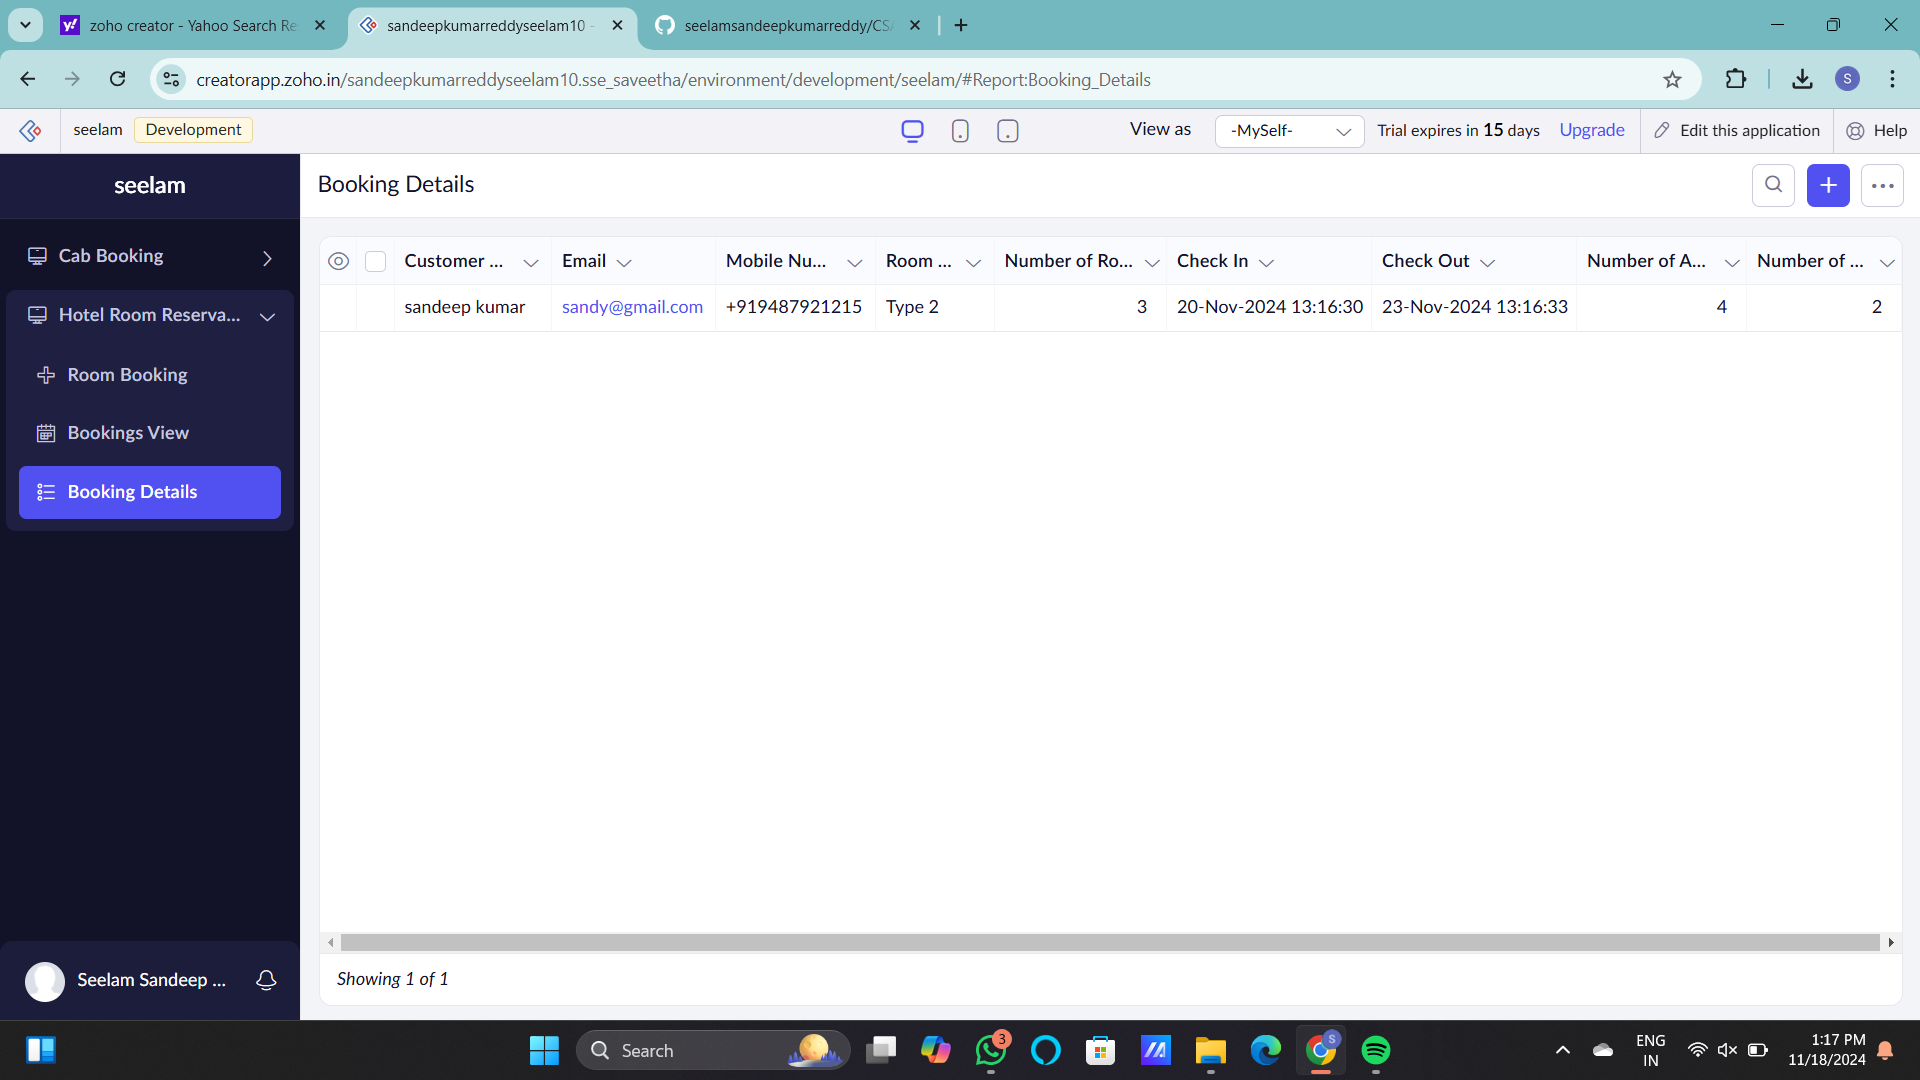 zoho creator - Yahoo Search Re
sandeepkumarreddyseelam10 -
seelamsandeepkumarreddy/CSA
creatorapp.zoho.in/sandeepkumarreddyseelam10.sse_saveetha/environment/development/seelam/#Report:Booking_Details
S
seelam
Development
View as
-MySelf-
Trial expires in 15 days
Upgrade
Edit this application
Help
seelam
Cab Booking
Hotel Room Reserva...
Room Booking
Bookings View
Booking Details
Seelam Sandeep ...
Booking Details
Customer ... Email Mobile Nu... Room ... Number of Ro... Check In Check Out Number of A... Number of ...
sandeep kumar sandy@gmail.com +919487921215 Type 2 3 20-Nov-2024 13:16:30 23-Nov-2024 13:16:33 4 2
Showing 1 of 1
Search
3
S
ENG
IN
1:17 PM
11/18/2024